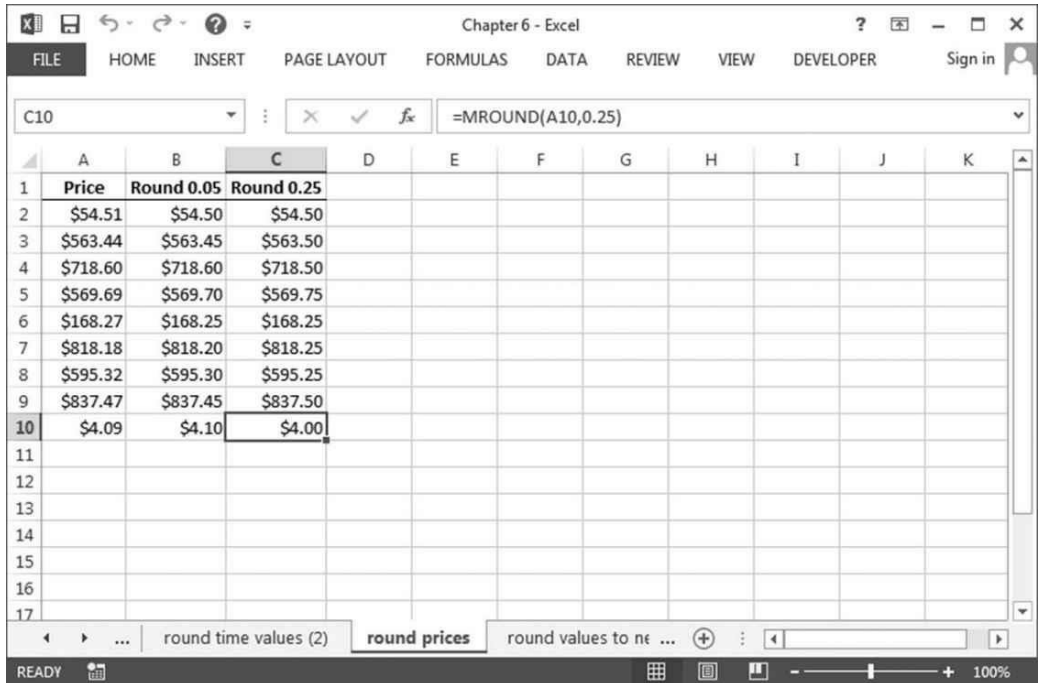 Chapter 6 - Excel
FILE HOME INSERT PAGE LAYOUT FORMULAS DATA REVIEW VIEW DEVELOPER Sign in
C10 fx =MROUND(A10,0.25)
A B C D E F G H I J K
1 Price Round 0.05 Round 0.25
2 $54.51 $54.50 $54.50
3 $563.44 $563.45 $563.50
4 $718.60 $718.60 $718.50
5 $569.69 $569.70 $569.75
6 $168.27 $168.25 $168.25
7 $818.18 $818.20 $818.25
8 $595.32 $595.30 $595.25
9 $837.47 $837.45 $837.50
10 $4.09 $4.10 $4.00
11
12
13
14
15
16
17
... round time values (2) round prices round values to ne ...
READY 100%